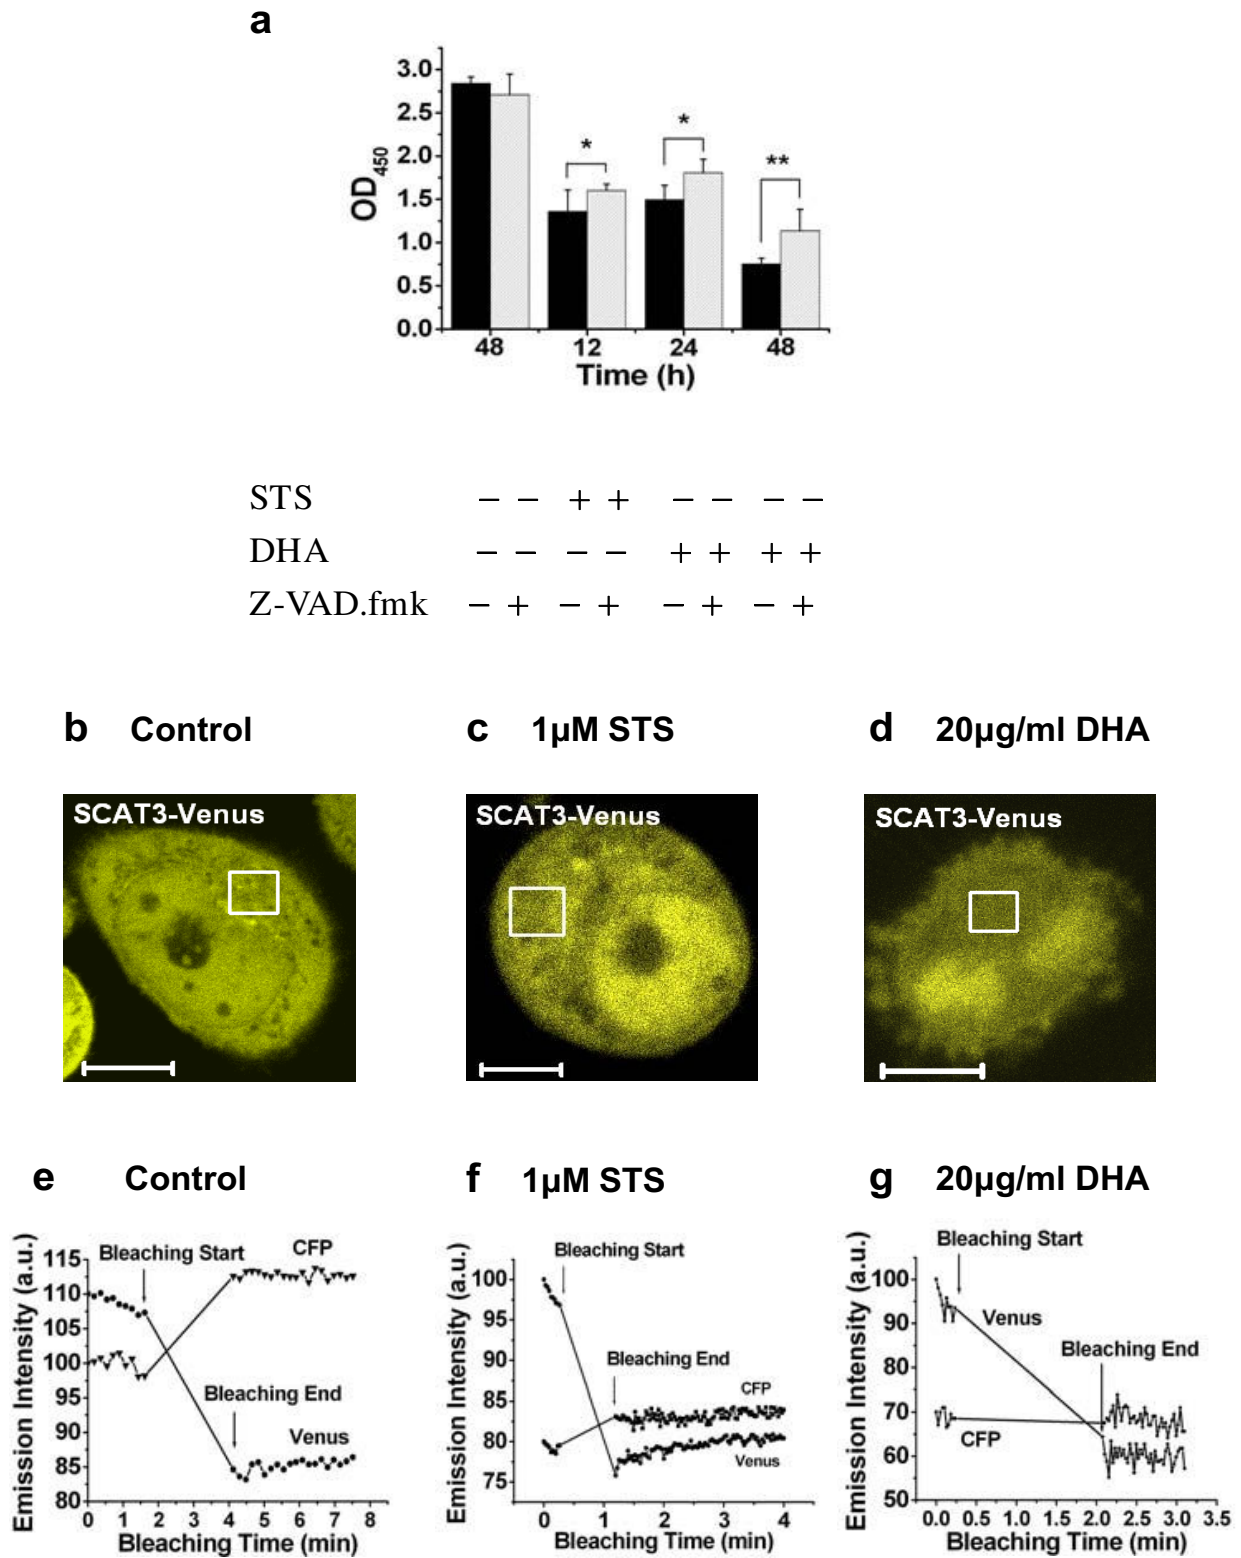 a
3.0
2.5
2.0
1.5
1.0
0.5
0.0
OD450
* * **
48 12 24 48
Time (h)
STS − − + + − − − −
DHA − − − − + + + +
Z-VAD.fmk − + − + − + − +
b Control
c 1µM STS
d 20µg/ml DHA
SCAT3-Venus
SCAT3-Venus
SCAT3-Venus
e Control
f 1µM STS
g 20µg/ml DHA
Emission Intensity (a.u.)
115
110
105
100
95
90
85
80
Bleaching Start
CFP
Bleaching End
Venus
0 1 2 3 4 5 6 7 8
Bleaching Time (min)
Emission Intensity (a.u.)
100
95
90
85
80
75
Bleaching Start
Bleaching End
CFP
Venus
0 1 2 3 4
Bleaching Time (min)
Emission Intensity (a.u.)
100
90
80
70
60
50
Bleaching Start
Venus
Bleaching End
CFP
0.0 0.5 1.0 1.5 2.0 2.5 3.0 3.5
Bleaching Time (min)